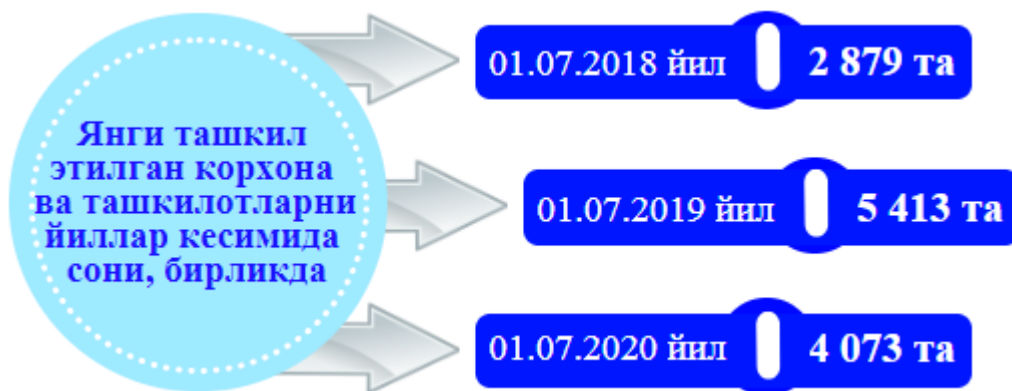 Янги ташкил
этилган корхона
ва ташкилотларни
йиллар кесимида
сони, бирликда
01.07.2018 йил 2 879 та
01.07.2019 йил 5 413 та
01.07.2020 йил 4 073 та